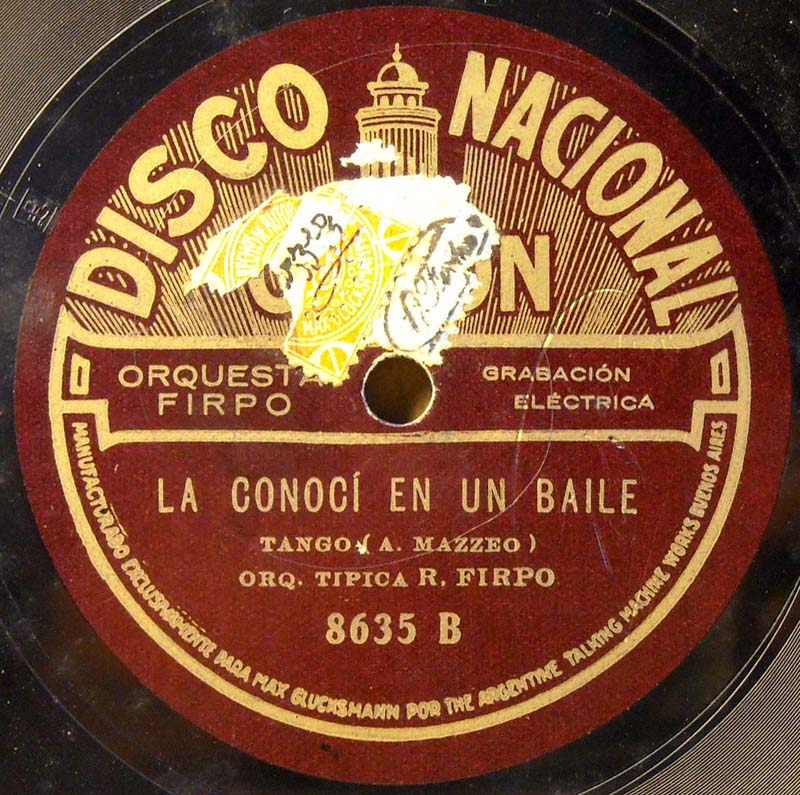 DISCO NACIONAL
ORQUESTA
FIRPO
GRABACIÓN
ELÉCTRICA
LA CONOCÍ EN UN BAILE
TANGO ( A. MAZZEO )
ORQ. TIPICA R. FIRPO
8635 B
MANUFACTURADO EXCLUSIVAMENTE PARA MAX GLUCKSMANN POR THE ARGENTINE TALKING MACHINE WORKS BUENOS AIRES